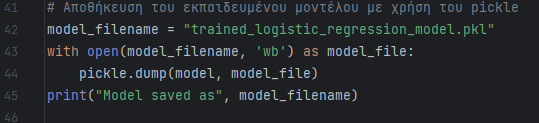 41 # Αποθήκευση του εκπαιδευμένου μοντέλου με χρήση του pickle
42 model_filename = "trained_logistic_regression_model.pkl"
43 with open(model_filename, 'wb') as model_file:
44     pickle.dump(model, model_file)
45 print("Model saved as", model_filename)
46